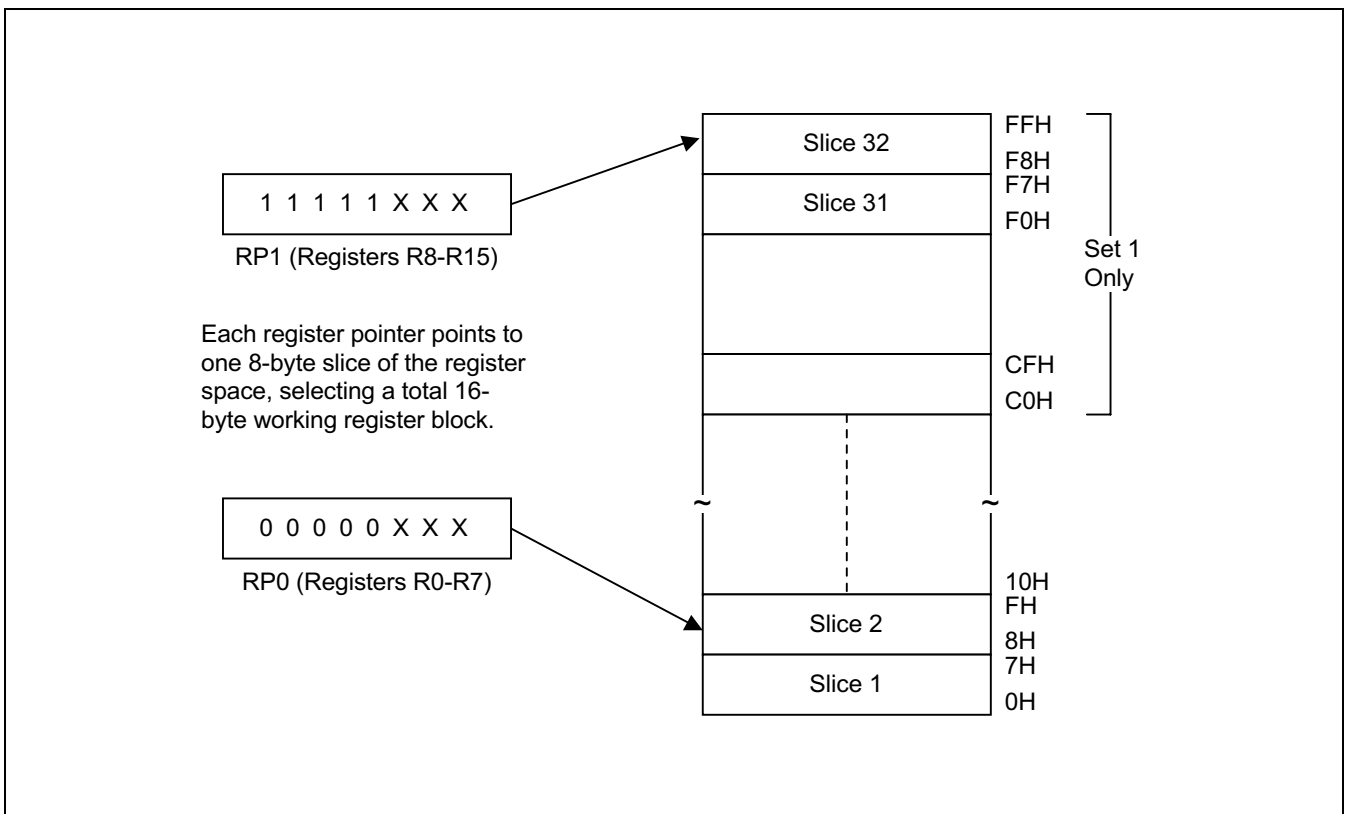 FFH
Slice 32
F8H
F7H
1 1 1 1 1 X X X
Slice 31
F0H
RP1 (Registers R8-R15)
Set 1
Only
Each register pointer points to
one 8-byte slice of the register
space, selecting a total 16-
byte working register block.
CFH
C0H
~
~
0 0 0 0 0 X X X
RP0 (Registers R0-R7)
10H
FH
Slice 2
8H
7H
Slice 1
0H